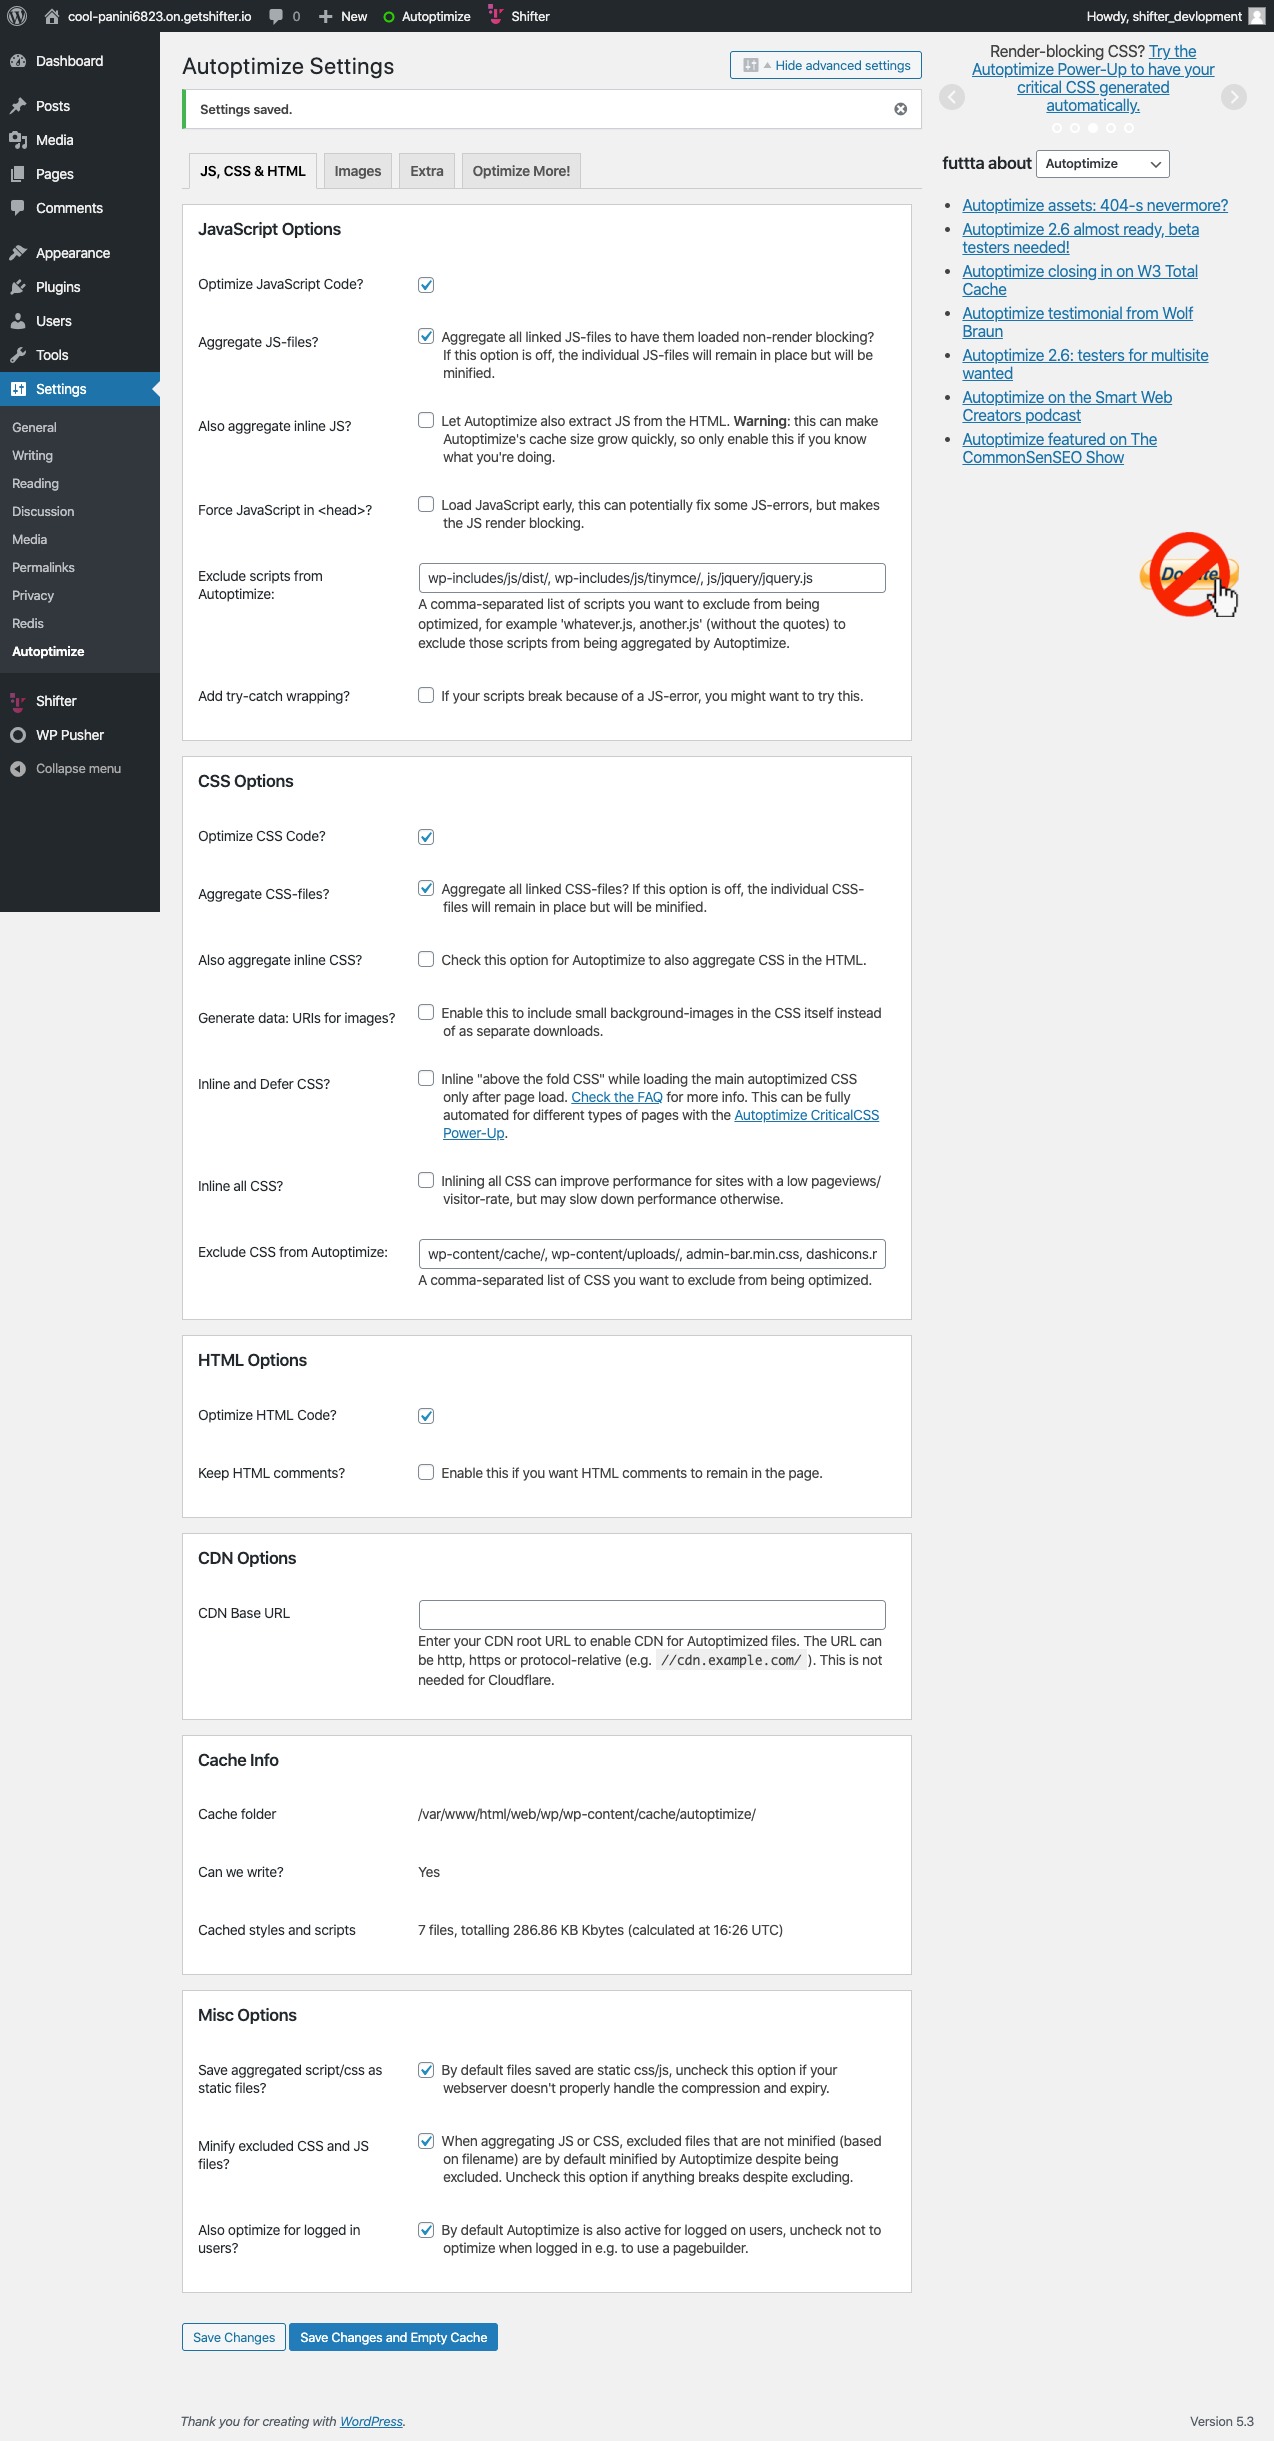 cool-panini6823.on.getshifter.io 0 New Autoptimize Shifter Howdy, shifter_devlopment
Dashboard
Posts
Media
Pages
Comments
Appearance
Plugins
Users
Tools
Settings
General
Writing
Reading
Discussion
Media
Permalinks
Privacy
Redis
Autoptimize
Shifter
WP Pusher
Collapse menu
Autoptimize Settings
Hide advanced settings
Settings saved.
JS, CSS & HTML Images Extra Optimize More!
JavaScript Options
Optimize JavaScript Code?
Aggregate JS-files?
Aggregate all linked JS-files to have them loaded non-render blocking?
If this option is off, the individual JS-files will remain in place but will be
minified.
Also aggregate inline JS?
Let Autoptimize also extract JS from the HTML. Warning: this can make
Autoptimize's cache size grow quickly, so only enable this if you know
what you're doing.
Force JavaScript in <head>?
Load JavaScript early, this can potentially fix some JS-errors, but makes
the JS render blocking.
Exclude scripts from
Autoptimize:
wp-includes/js/dist/, wp-includes/js/tinymce/, js/jquery/jquery.js
A comma-separated list of scripts you want to exclude from being
optimized, for example 'whatever.js, another.js' (without the quotes) to
exclude those scripts from being aggregated by Autoptimize.
Add try-catch wrapping?
If your scripts break because of a JS-error, you might want to try this.
CSS Options
Optimize CSS Code?
Aggregate CSS-files?
Aggregate all linked CSS-files? If this option is off, the individual CSS-
files will remain in place but will be minified.
Also aggregate inline CSS?
Check this option for Autoptimize to also aggregate CSS in the HTML.
Generate data: URIs for images?
Enable this to include small background-images in the CSS itself instead
of as separate downloads.
Inline and Defer CSS?
Inline "above the fold CSS" while loading the main autoptimized CSS
only after page load. Check the FAQ for more info. This can be fully
automated for different types of pages with the Autoptimize CriticalCSS
Power-Up.
Inline all CSS?
Inlining all CSS can improve performance for sites with a low pageviews/
visitor-rate, but may slow down performance otherwise.
Exclude CSS from Autoptimize:
wp-content/cache/, wp-content/uploads/, admin-bar.min.css, dashicons.r
A comma-separated list of CSS you want to exclude from being optimized.
HTML Options
Optimize HTML Code?
Keep HTML comments?
Enable this if you want HTML comments to remain in the page.
CDN Options
CDN Base URL
Enter your CDN root URL to enable CDN for Autoptimized files. The URL can
be http, https or protocol-relative (e.g. //cdn.example.com/ ). This is not
needed for Cloudflare.
Cache Info
Cache folder
/var/www/html/web/wp/wp-content/cache/autoptimize/
Can we write?
Yes
Cached styles and scripts
7 files, totalling 286.86 KB Kbytes (calculated at 16:26 UTC)
Misc Options
Save aggregated script/css as
static files?
By default files saved are static css/js, uncheck this option if your
webserver doesn't properly handle the compression and expiry.
Minify excluded CSS and JS
files?
When aggregating JS or CSS, excluded files that are not minified (based
on filename) are by default minified by Autoptimize despite being
excluded. Uncheck this option if anything breaks despite excluding.
Also optimize for logged in
users?
By default Autoptimize is also active for logged on users, uncheck not to
optimize when logged in e.g. to use a pagebuilder.
Save Changes
Save Changes and Empty Cache
Render-blocking CSS? Try the
Autoptimize Power-Up to have your
critical CSS generated
automatically.
futtta about Autoptimize
Autoptimize assets: 404-s nevermore?
Autoptimize 2.6 almost ready, beta
testers needed!
Autoptimize closing in on W3 Total
Cache
Autoptimize testimonial from Wolf
Braun
Autoptimize 2.6: testers for multisite
wanted
Autoptimize on the Smart Web
Creators podcast
Autoptimize featured on The
CommonSenSEO Show
Donate
Thank you for creating with WordPress.
Version 5.3